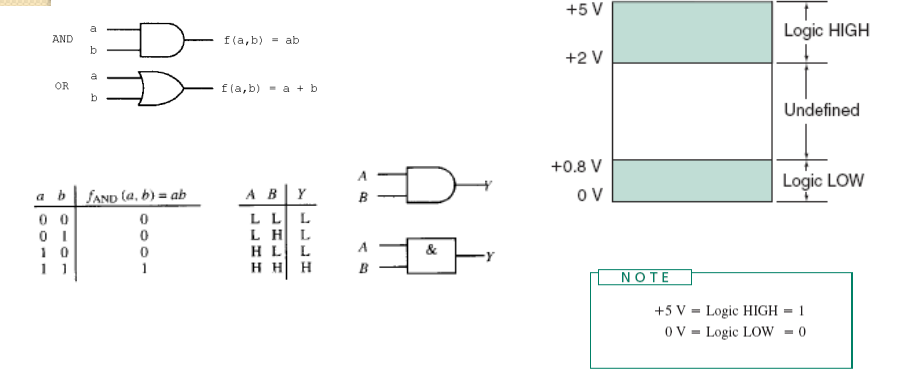 AND a b f(a,b) = ab
OR a b f(a,b) = a + b
a b f_AND (a, b) = ab
0 0 0
0 1 0
1 0 0
1 1 1
A B Y
L L L
L H L
H L L
H H H
A
B
Y
A
B
&
Y
+5 V
Logic HIGH
+2 V
Undefined
+0.8 V
Logic LOW
0 V
NOTE
+5 V = Logic HIGH = 1
0 V = Logic LOW = 0